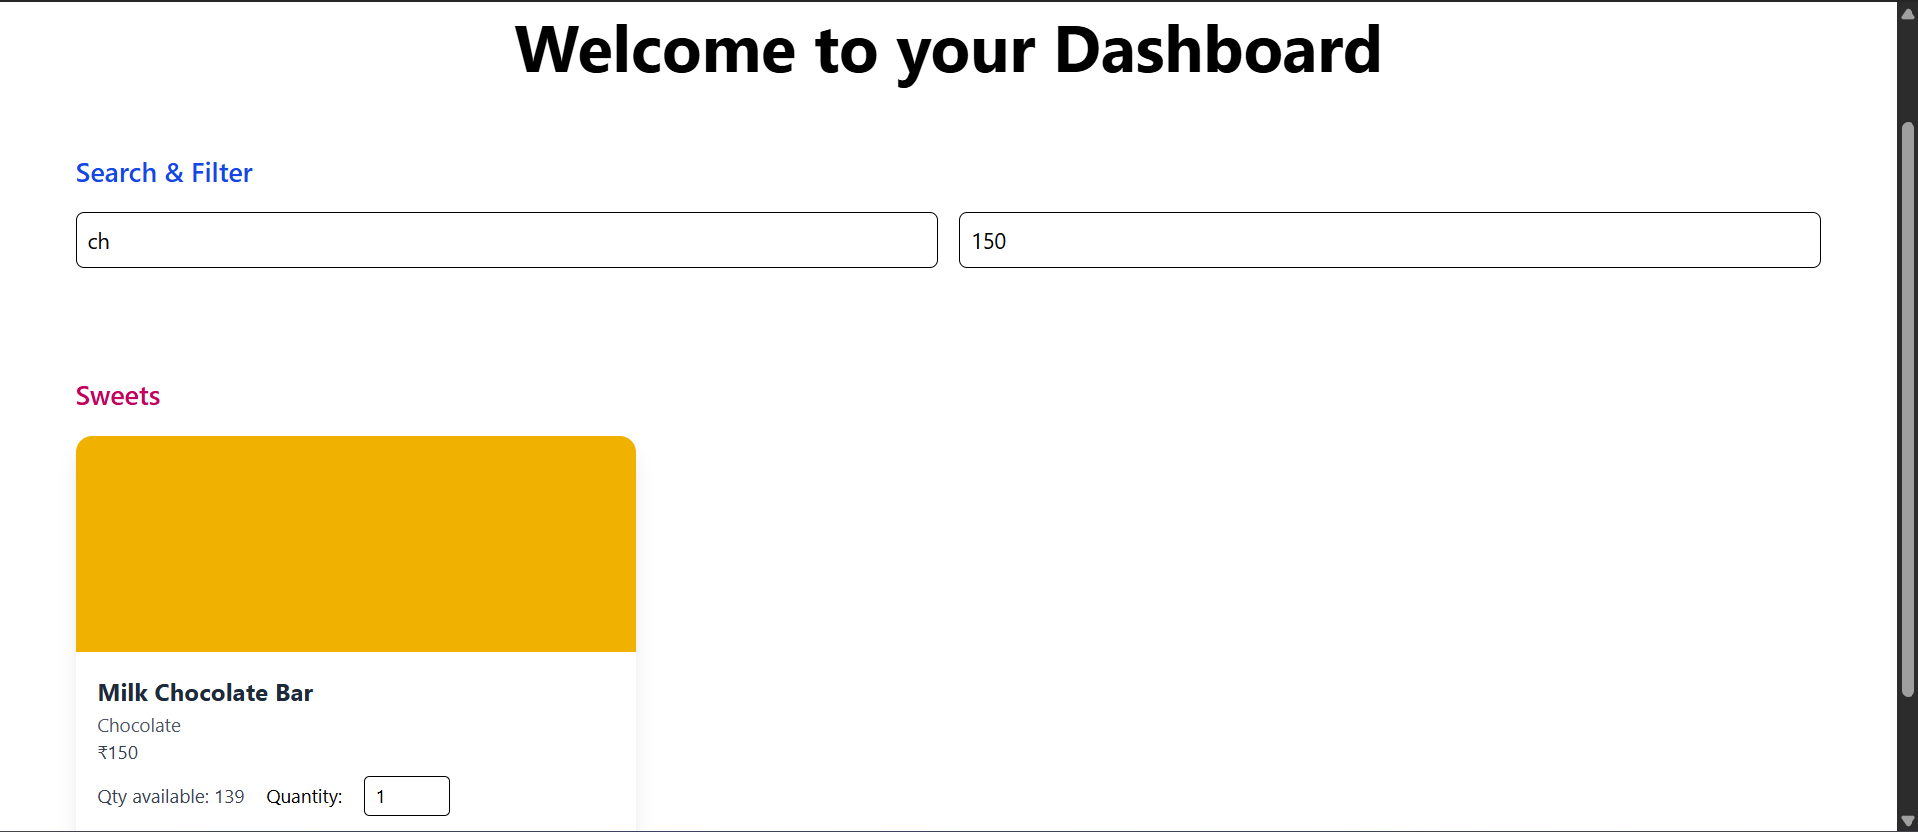 Welcome to your Dashboard
Search & Filter
ch
150
Sweets
Milk Chocolate Bar
Chocolate
₹150
Qty available: 139 Quantity: 1